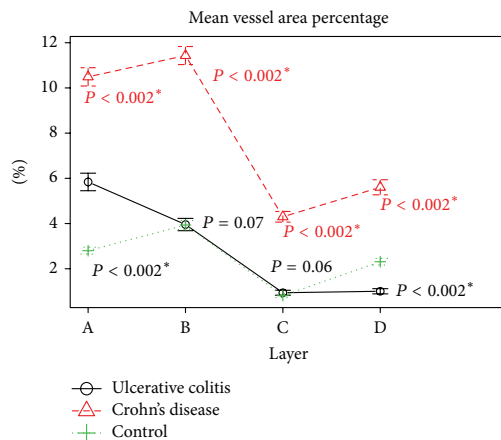 Mean vessel area percentage
12
10
8
6
4
2
(%)
P < 0.002*
P < 0.002*
P < 0.002*
P < 0.002*
P = 0.07
P < 0.002*
P = 0.06
P < 0.002*
A B C D
Layer
Ulcerative colitis
Crohn's disease
Control